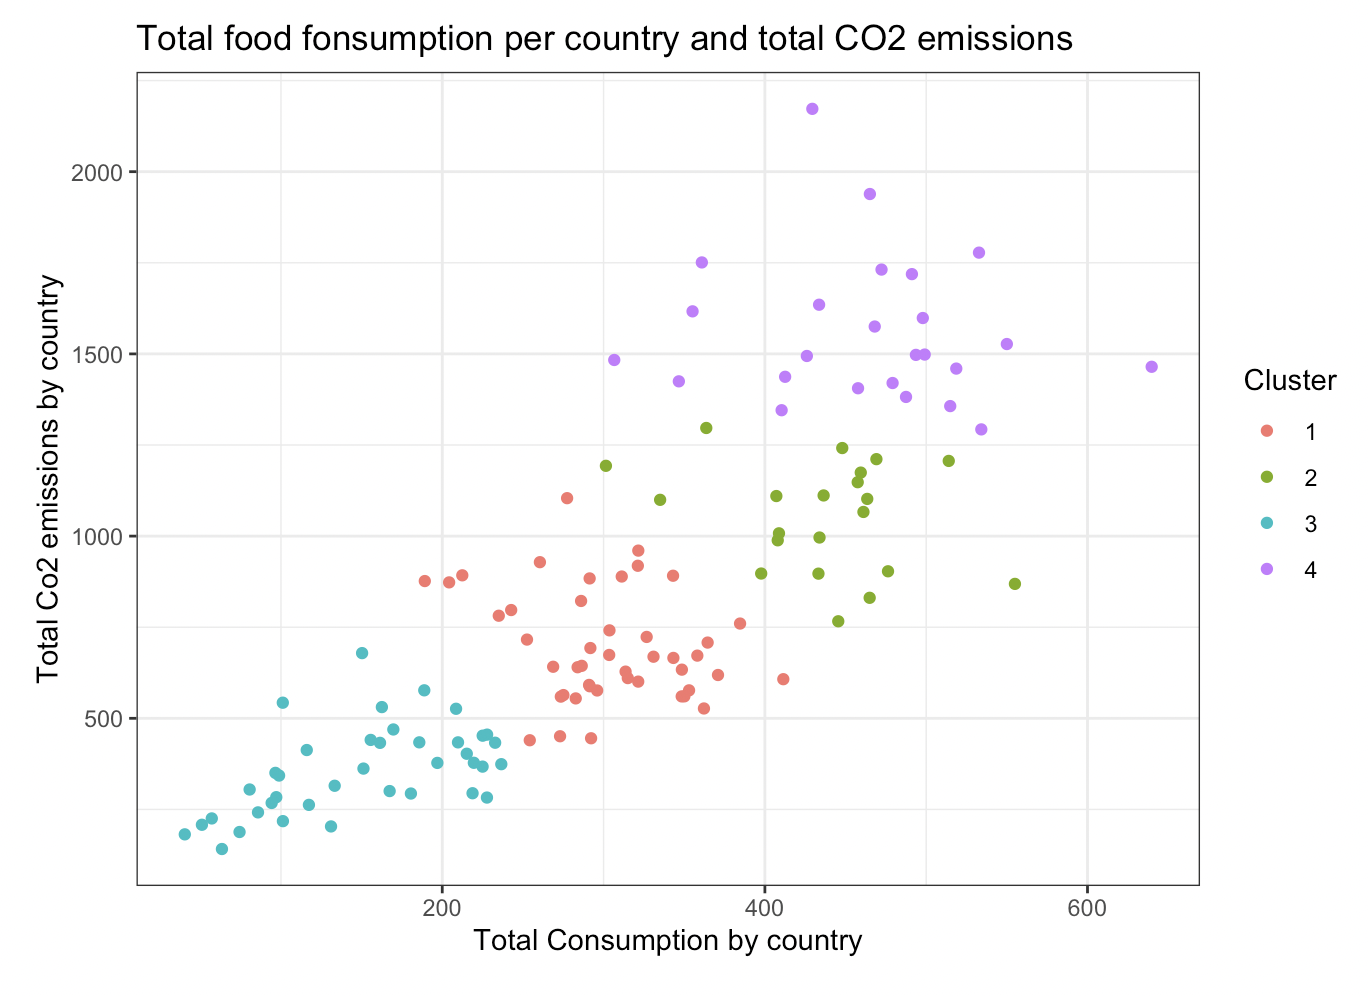 Total food fonsumption per country and total CO2 emissions
Total Co2 emissions by country
2000
1500
1000
500
200
400
600
Total Consumption by country
Cluster
1
2
3
4